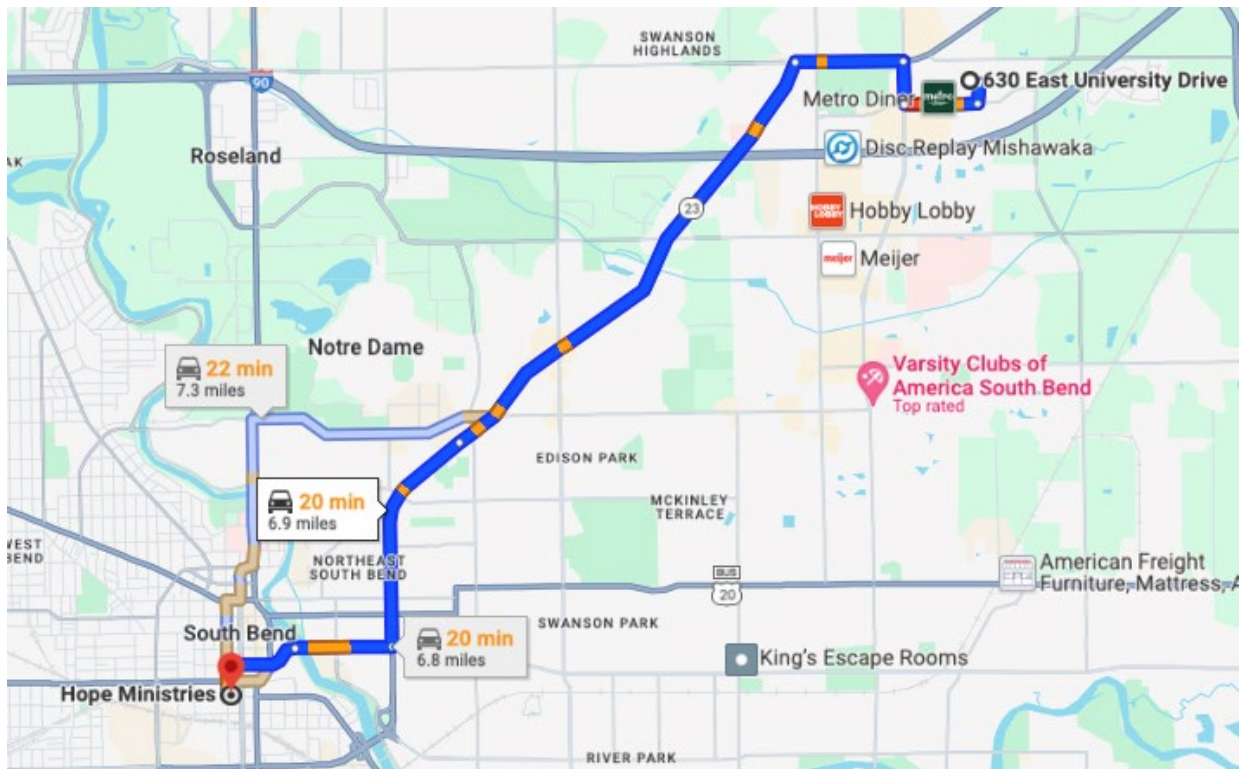 SWANSON
HIGHLANDS
90
630 East University Drive
Metro Diner
metro
Disc Replay Mishawaka
Roseland
AK
23
HOBBY
LOBBY
Hobby Lobby
meijer
Meijer
Notre Dame
22 min
7.3 miles
Varsity Clubs of
America South Bend
Top rated
EDISON PARK
20 min
6.9 miles
MCKINLEY
TERRACE
WEST
BEND
NORTHEAST
SOUTH BEND
BUS
20
American Freight
Furniture, Mattress, A
South Bend
20 min
6.8 miles
SWANSON PARK
King's Escape Rooms
Hope Ministries
RIVER PARK